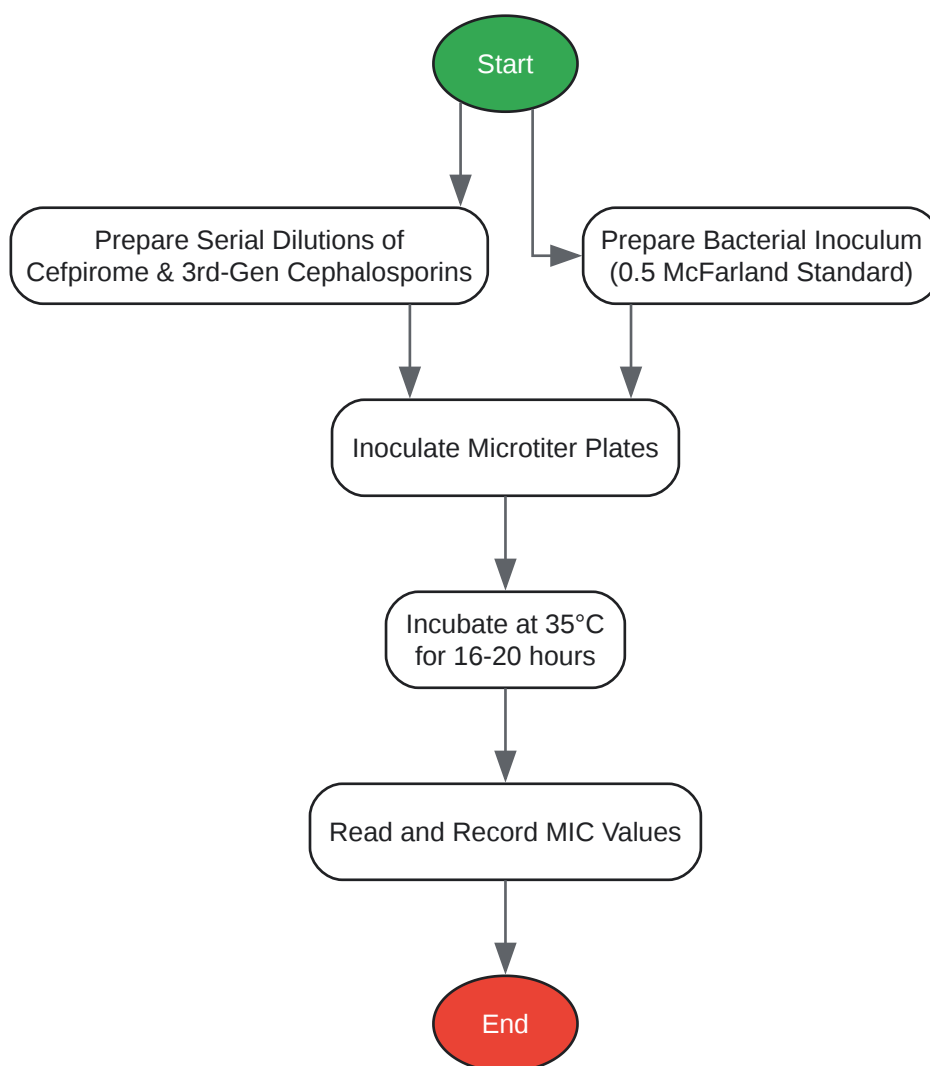 Start
Prepare Serial Dilutions of
Cefpirome & 3rd-Gen Cephalosporins
Prepare Bacterial Inoculum
(0.5 McFarland Standard)
Inoculate Microtiter Plates
Incubate at 35°C
for 16-20 hours
Read and Record MIC Values
End